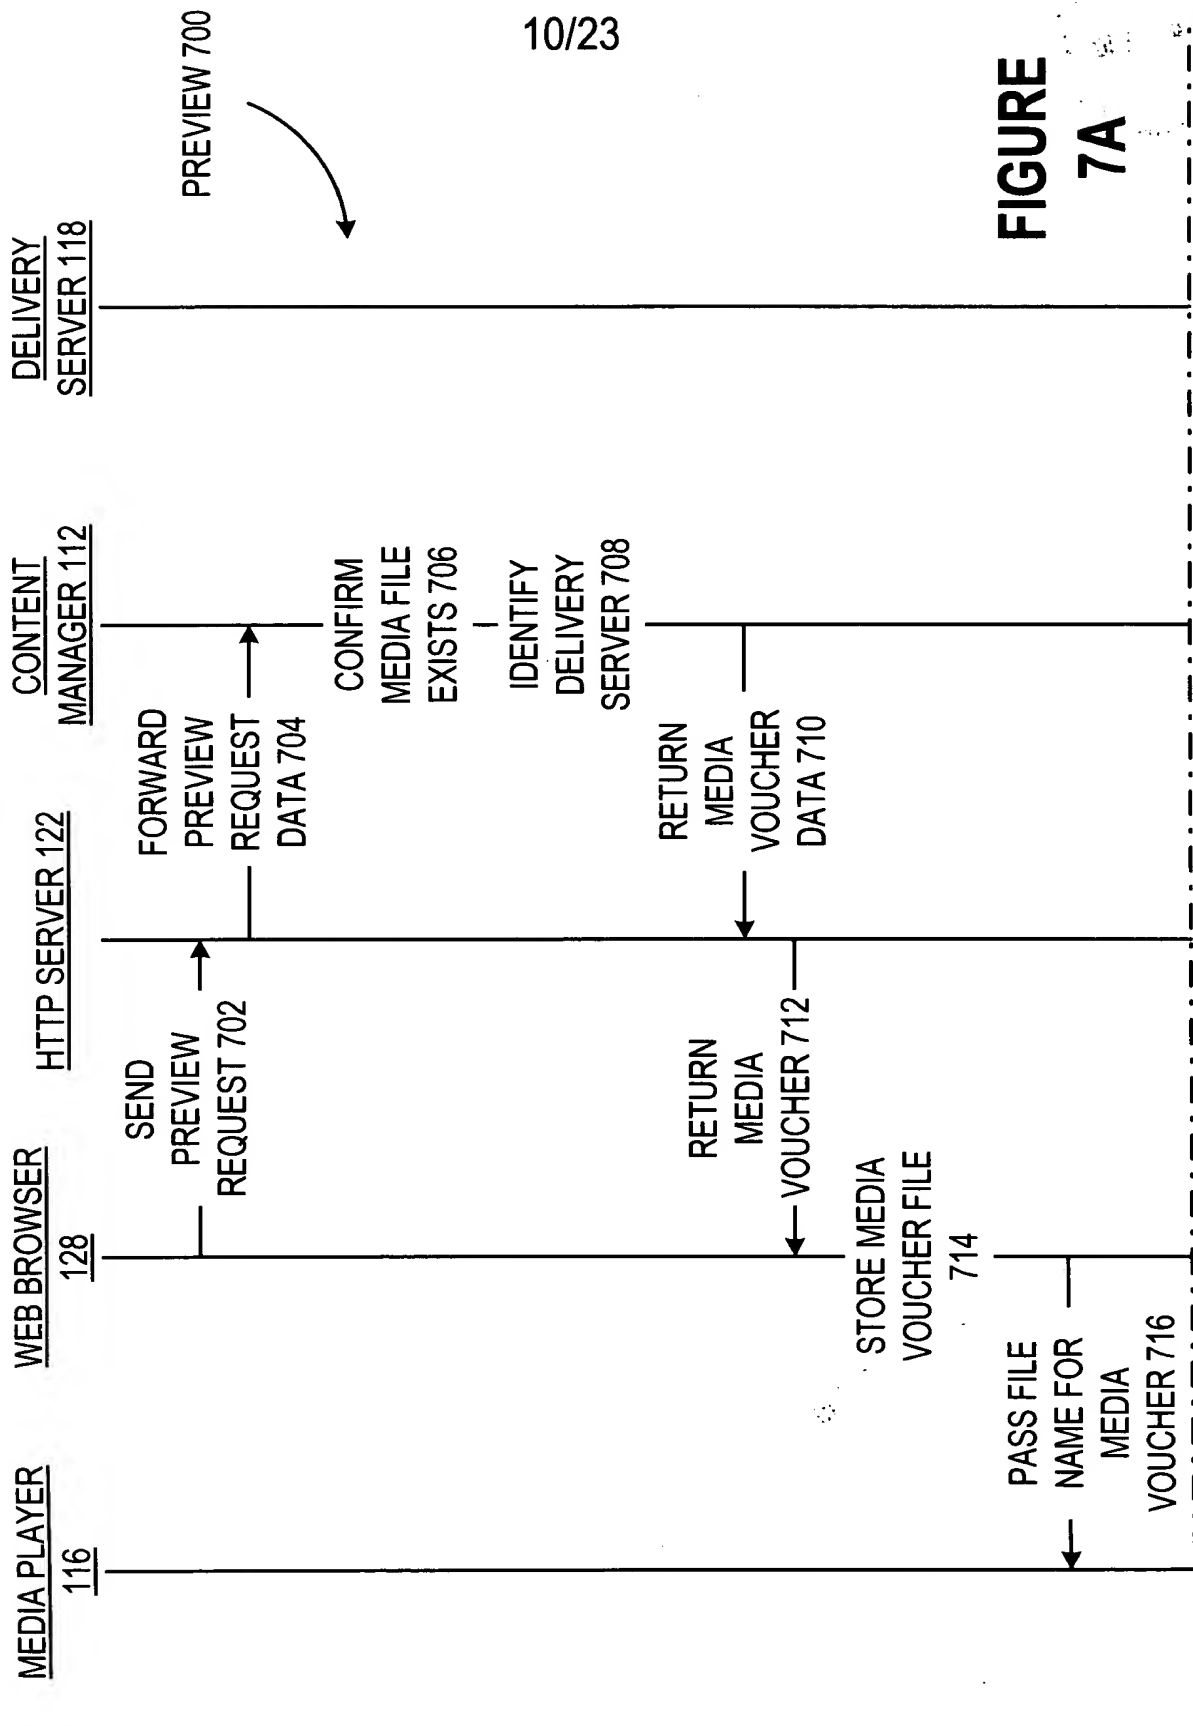 10/23
MEDIA PLAYER
116
WEB BROWSER
128
HTTP SERVER 122
CONTENT
MANAGER 112
DELIVERY
SERVER 118
PREVIEW 700
SEND
PREVIEW
REQUEST 702
FORWARD
PREVIEW
REQUEST
DATA 704
CONFIRM
MEDIA FILE
EXISTS 706
IDENTIFY
DELIVERY
SERVER 708
RETURN
MEDIA
VOUCHER
DATA 710
RETURN
MEDIA
VOUCHER 712
STORE MEDIA
VOUCHER FILE
714
PASS FILE
NAME FOR
MEDIA
VOUCHER 716
FIGURE
7A